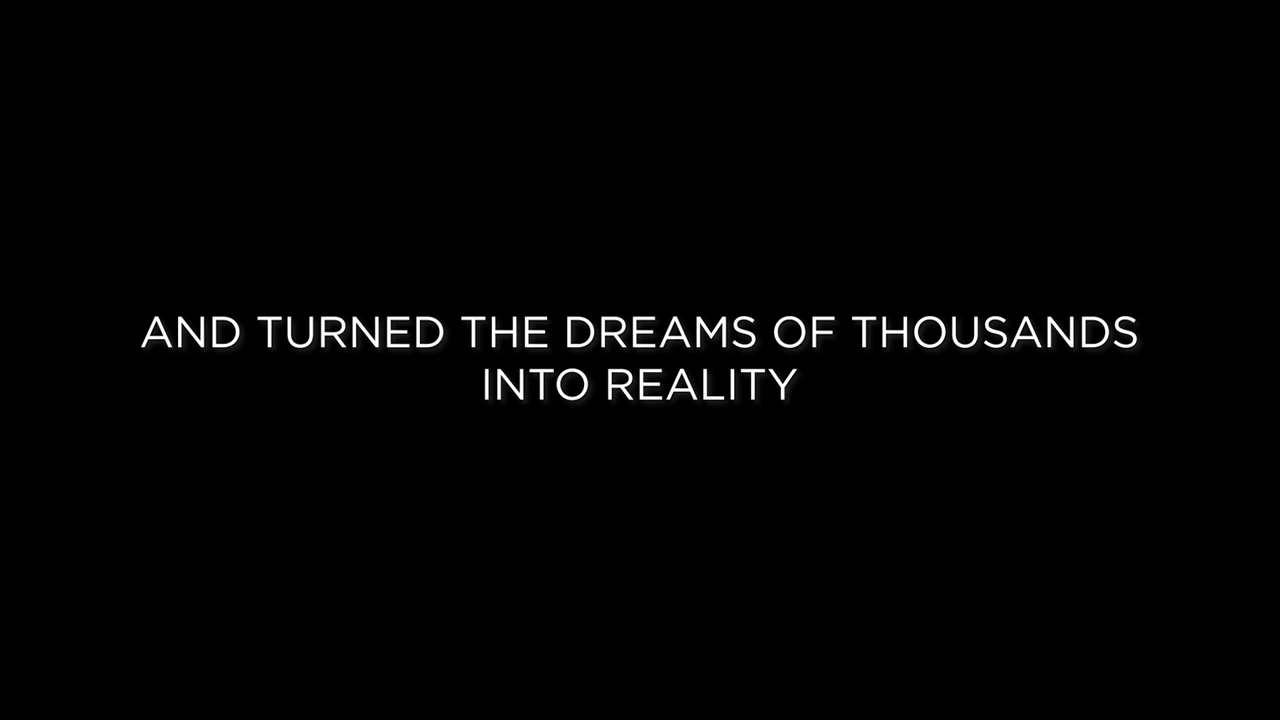 AND TURNED THE DREAMS OF THOUSANDS
INTO REALITY